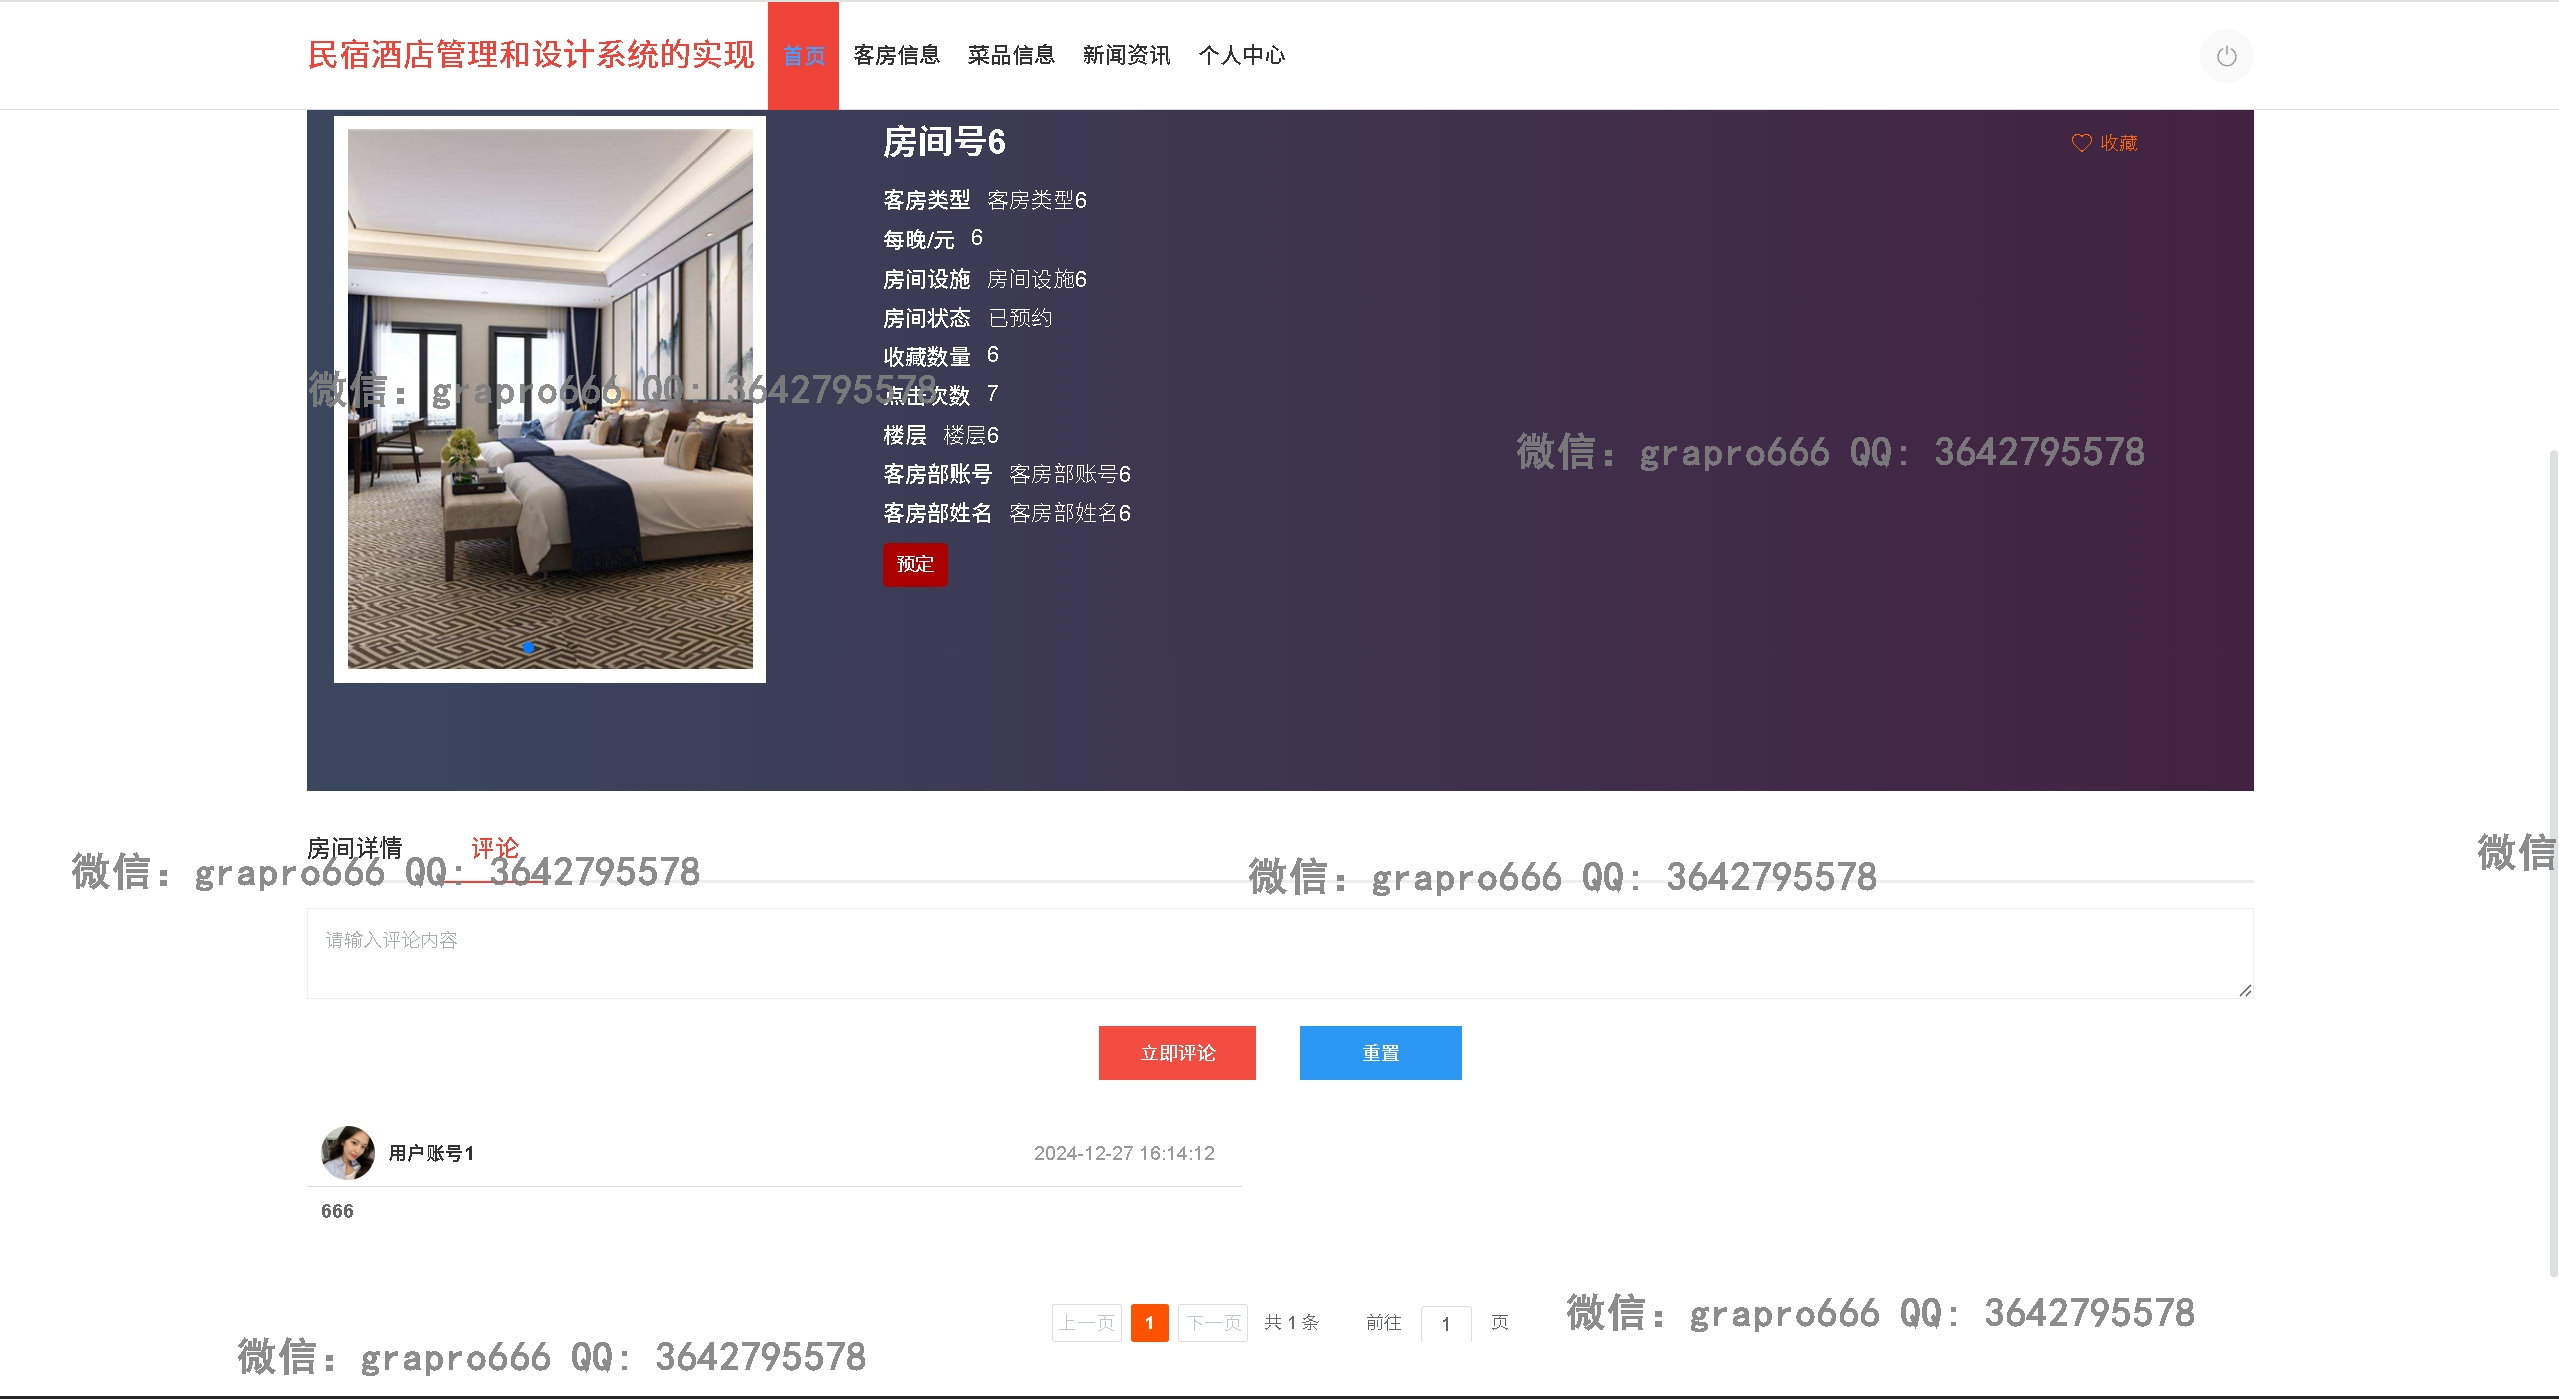 民宿酒店管理和设计系统的实现 首页 客房信息 菜品信息 新闻资讯 个人中心
房间号6
收藏
客房类型 客房类型6
每晚/元 6
房间设施 房间设施6
房间状态 已预约
收藏数量 6
微信: grapro666 QQ: 3642795578
点击次数 7
楼层 楼层6
微信: grapro666 QQ: 3642795578
客房部账号 客房部账号6
客房部姓名 客房部姓名6
预定
房间详情 评论
微信: grapro666 QQ: 3642795578
微信: grapro666 QQ: 3642795578
微信
请输入评论内容
立即评论 重置
用户账号1 2024-12-27 16:14:12
666
上一页 1 下一页 共 1 条 前往 1 页
微信: grapro666 QQ: 3642795578
微信: grapro666 QQ: 3642795578